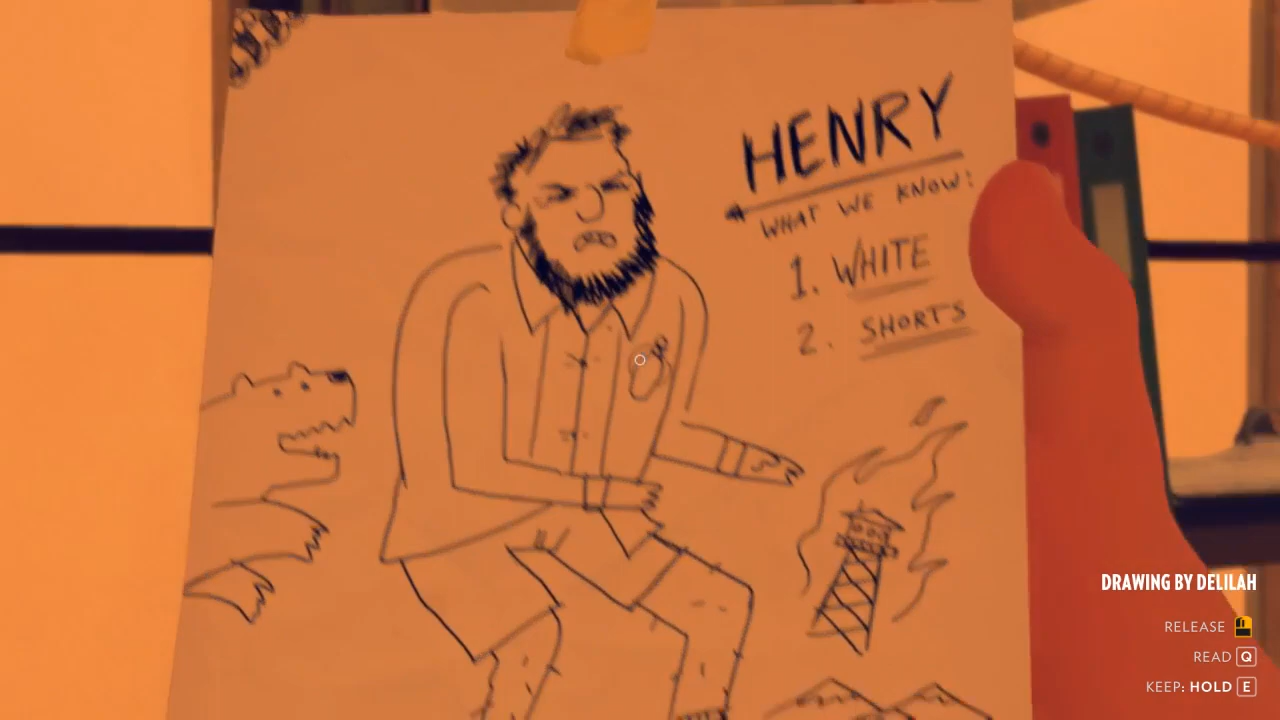 HENRY
WHAT WE KNOW:
1. WHITE
2. SHORTS
DRAWING BY DELILAH
RELEASE
READ Q
KEEP: HOLD E